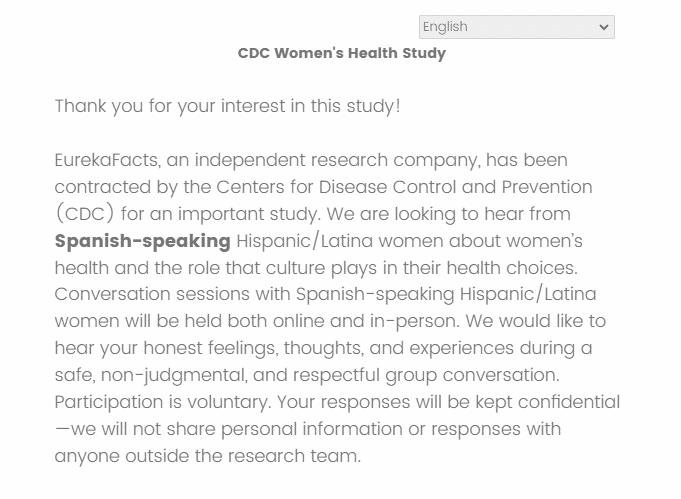 English
CDC Women's Health Study
Thank you for your interest in this study!
EurekaFacts, an independent research company, has been
contracted by the Centers for Disease Control and Prevention
(CDC) for an important study. We are looking to hear from
Spanish-speaking Hispanic/Latina women about women’s
health and the role that culture plays in their health choices.
Conversation sessions with Spanish-speaking Hispanic/Latina
women will be held both online and in-person. We would like to
hear your honest feelings, thoughts, and experiences during a
safe, non-judgmental, and respectful group conversation.
Participation is voluntary. Your responses will be kept confidential
—we will not share personal information or responses with
anyone outside the research team.